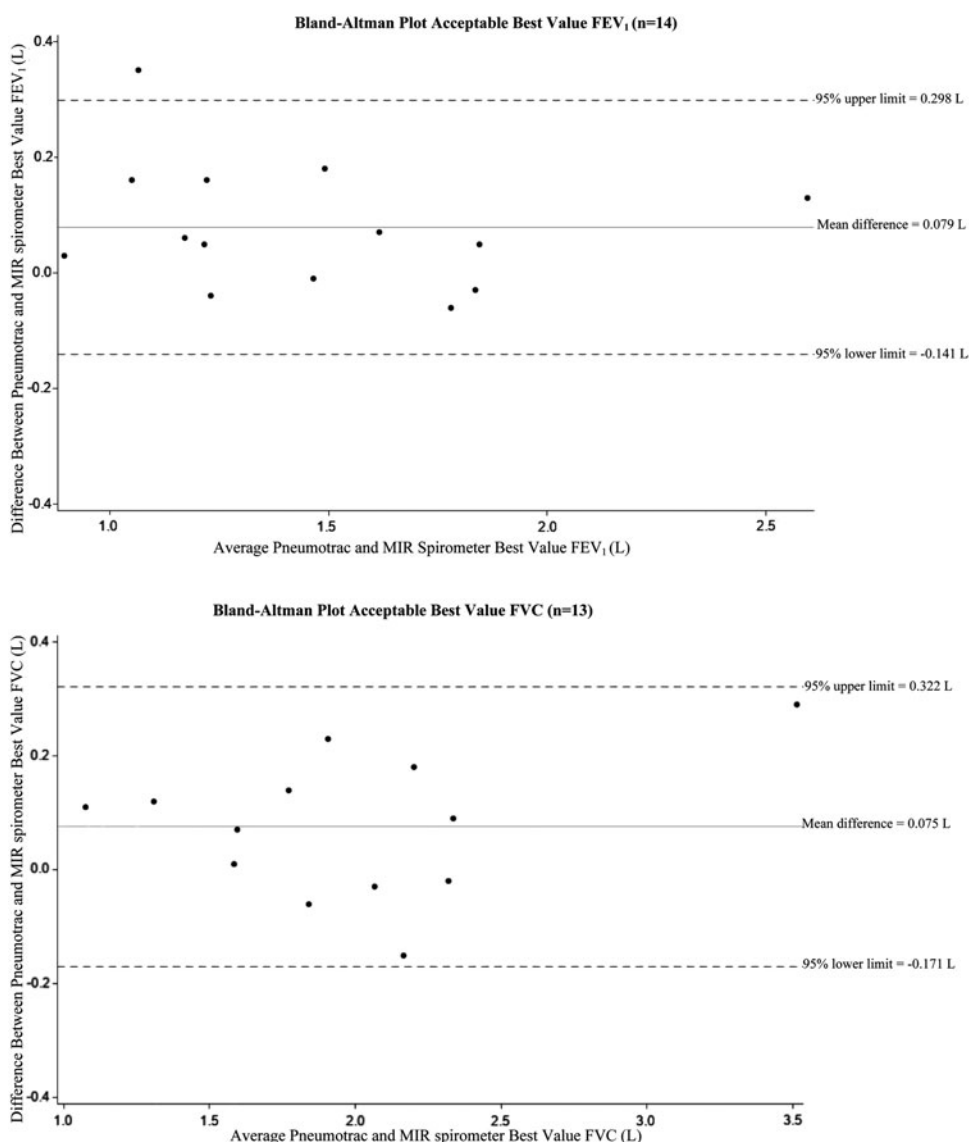 Bland-Altman Plot Acceptable Best Value FEV₁ (n=14)
Difference Between Pneumotrac and MIR spirometer Best Value FEV₁ (L)
0.4
0.2
0.0
-0.2
-0.4
95% upper limit = 0.298 L
Mean difference = 0.079 L
95% lower limit = -0.141 L
1.0
1.5
2.0
2.5
Average Pneumotrac and MIR Spirometer Best Value FEV₁ (L)
Bland-Altman Plot Acceptable Best Value FVC (n=13)
Difference Between Pneumotrac and MIR spirometer Best Value FVC (L)
0.4
0.2
0.0
-0.2
-0.4
95% upper limit = 0.322 L
Mean difference = 0.075 L
95% lower limit = -0.171 L
1.0
1.5
2.0
2.5
3.0
3.5
Average Pneumotrac and MIR spirometer Best Value FVC (L)